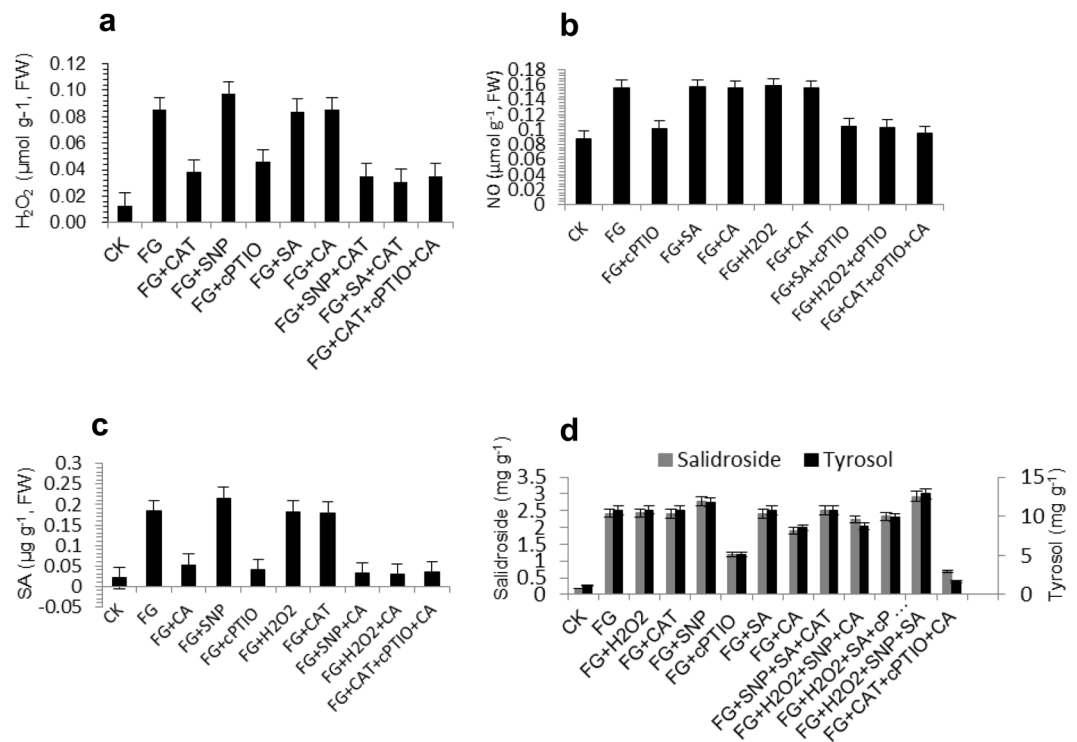 a
H₂O₂ (µmol g-1, FW)
0.12
0.10
0.08
0.06
0.04
0.02
0.00
CK
FG
FG+CAT
FG+SNP
FG+cPTIO
FG+SA
FG+CA
FG+SNP+CAT
FG+SA+CAT
FG+CAT+cPTIO+CA
b
NO (µmol g⁻¹, FW)
0.18
0.16
0.14
0.12
0.1
0.08
0.06
0.04
0.02
0
CK
FG
FG+cPTIO
FG+SA
FG+CA
FG+H2O2
FG+CAT
FG+SA+cPTIO
FG+H2O2+cPTIO
FG+CAT+cPTIO+CA
c
SA (µg g⁻¹, FW)
0.3
0.25
0.2
0.15
0.1
0.05
0
-0.05
CK
FG
FG+CA
FG+SNP
FG+cPTIO
FG+H2O2
FG+CAT
FG+SNP+CA
FG+H2O2+CA
FG+CAT+cPTIO+CA
d
Salidroside Tyrosol
Salidroside (mg g⁻¹)
3.5
3
2.5
2
1.5
1
0.5
0
15
10
5
0
Tyrosol (mg g⁻¹)
CK
FG
FG+H2O2
FG+CAT
FG+SNP
FG+cPTIO
FG+SA
FG+CA
FG+SNP+SA+CAT
FG+H2O2+SNP+CA
FG+H2O2+SA+cP...
FG+H2O2+SNP+SA
FG+CAT+cPTIO+CA